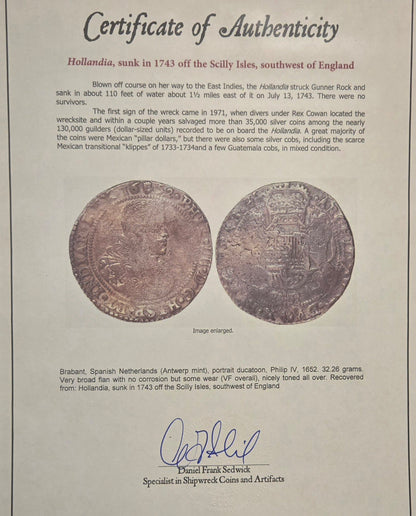 Certificate of Authenticity
Hollandia, sunk in 1743 off the Scilly Isles, southwest of England
Blown off course on her way to the East Indies, the Hollandia struck Gunner Rock and
sank in about 110 feet of water about 1½ miles east of it on July 13, 1743. There were no
survivors.
The first sign of the wreck came in 1971, when divers under Rex Cowan located the
wrecksite and within a couple years salvaged more than 35,000 silver coins among the nearly
130,000 guilders (dollar-sized units) recorded to be on board the Hollandia. A great majority of
the coins were Mexican "pillar dollars," but there were also some silver cobs, including the scarce
Mexican transitional "klippes" of 1733-1734and a few Guatemala cobs, in mixed condition.
Image enlarged.
Brabant, Spanish Netherlands (Antwerp mint), portrait ducatoon, Philip IV, 1652. 32.26 grams.
Very broad flan with no corrosion but some wear (VF overall), nicely toned all over. Recovered
from: Hollandia, sunk in 1743 off the Scilly Isles, southwest of England
Daniel Frank Sedwick
Specialist in Shipwreck Coins and Artifacts